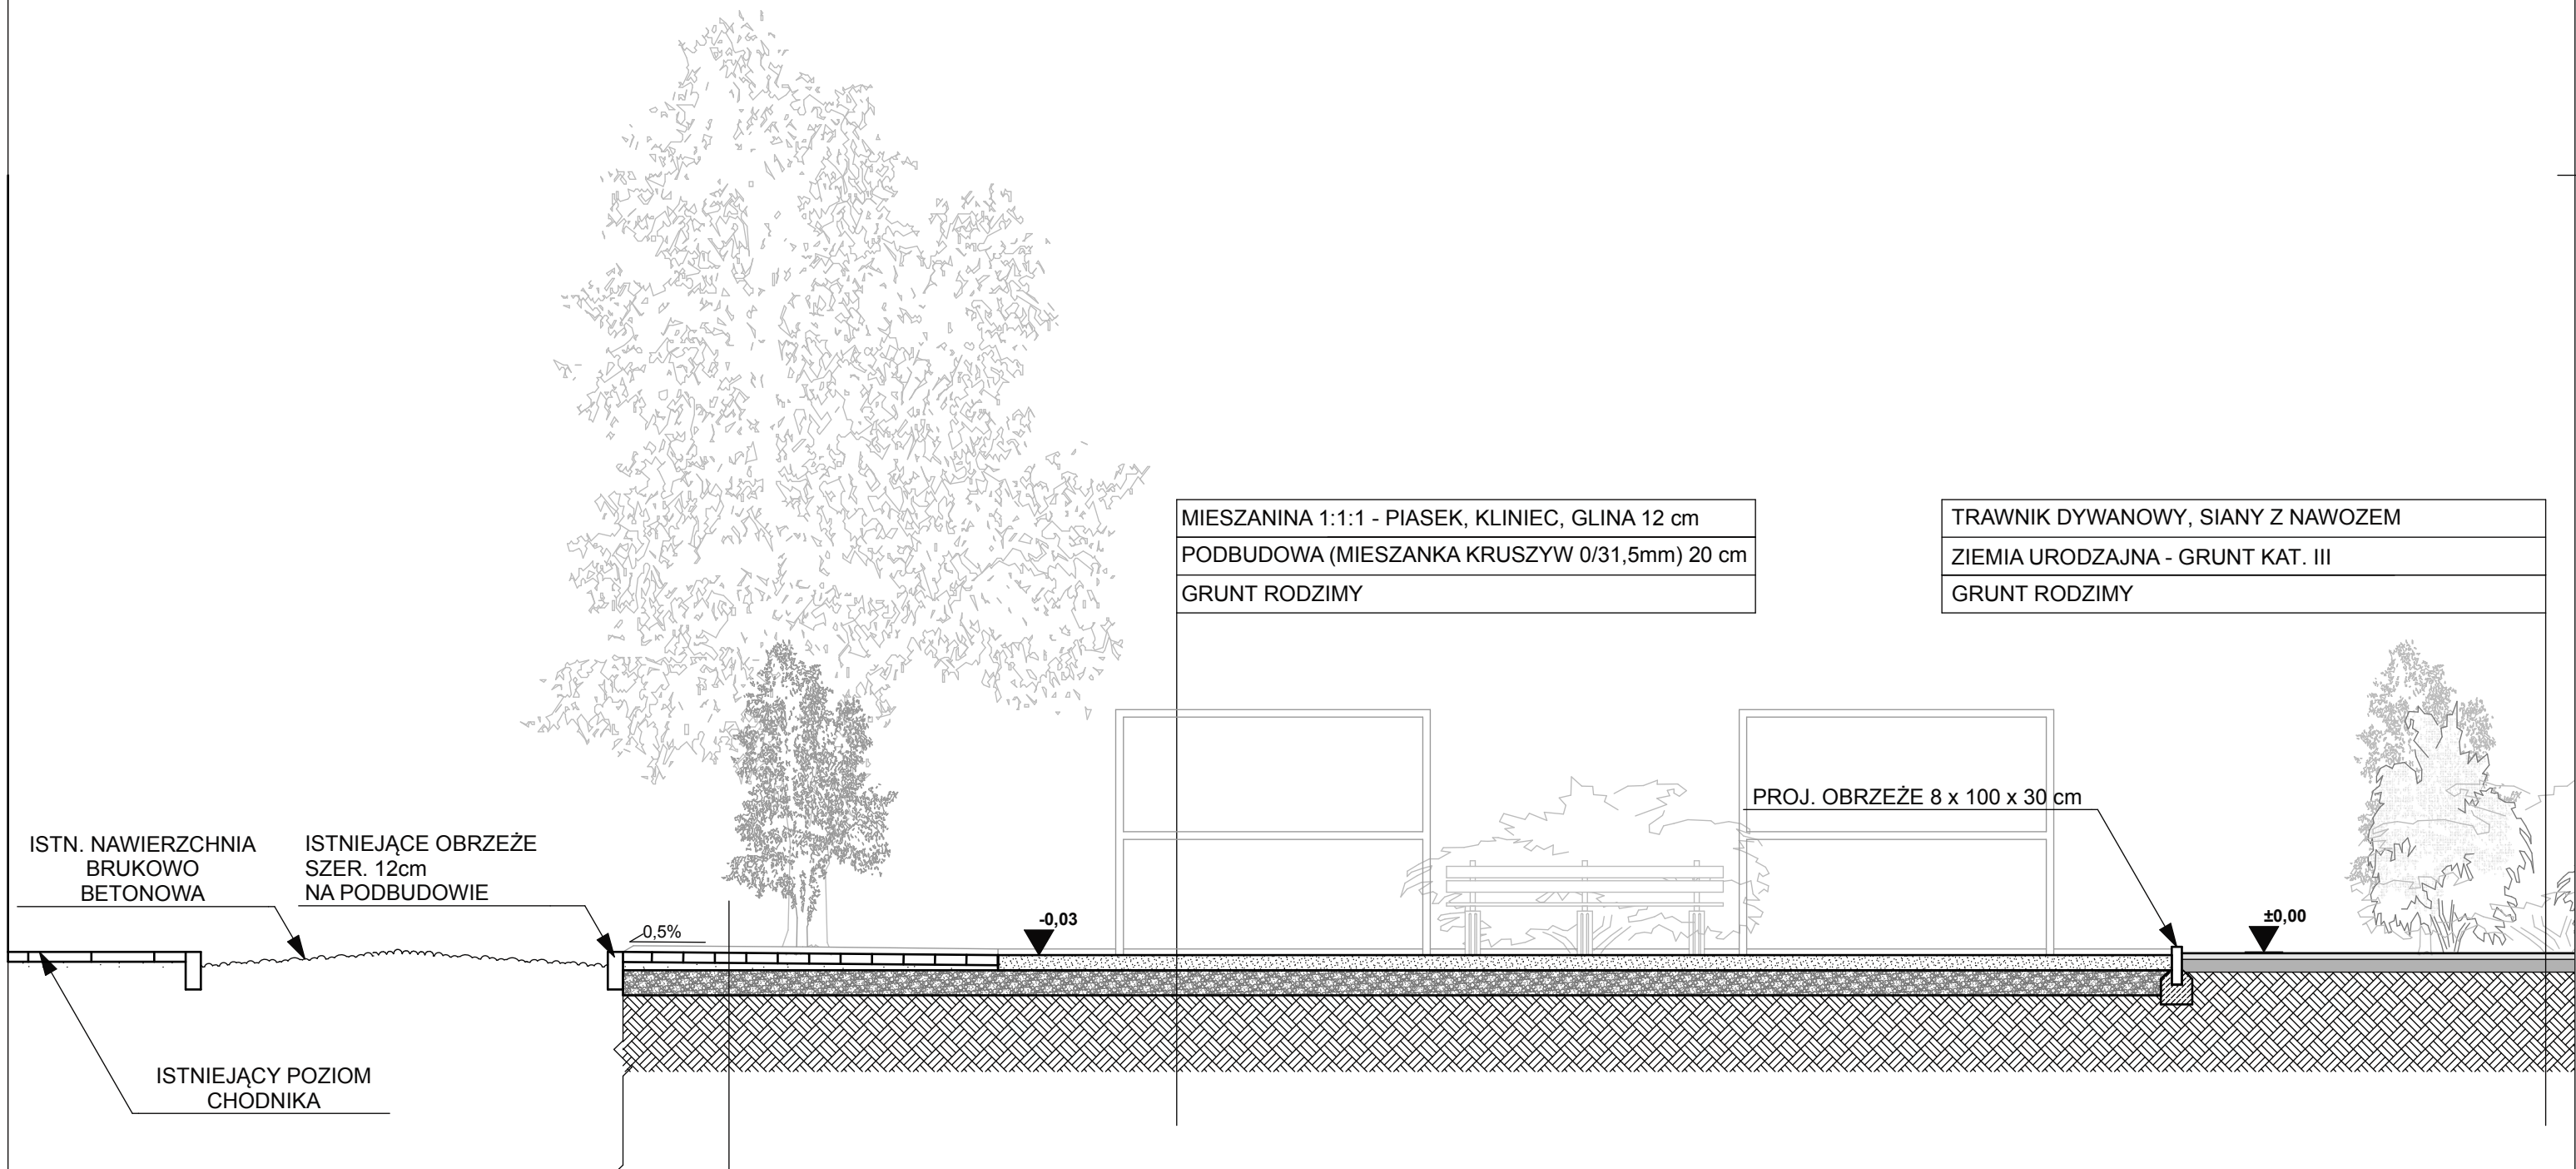 MIESZANINA 1:1:1 - PIASEK, KLINIEC, GLINA 12 cm
PODBUDOWA (MIESZANKA KRUSZYW 0/31,5mm) 20 cm
GRUNT RODZIMY
TRAWNIK DYWANOWY, SIANY Z NAWOZEM
ZIEMIA URODZAJNA - GRUNT KAT. III
GRUNT RODZIMY
PROJ. OBRZEŻE 8 x 100 x 30 cm
ISTN. NAWIERZCHNIA
BRUKOWO
BETONOWA
ISTNIEJĄCE OBRZEŻE
SZER. 12cm
NA PODBUDOWIE
0,5%
-0,03
±0,00
ISTNIEJĄCY POZIOM
CHODNIKA